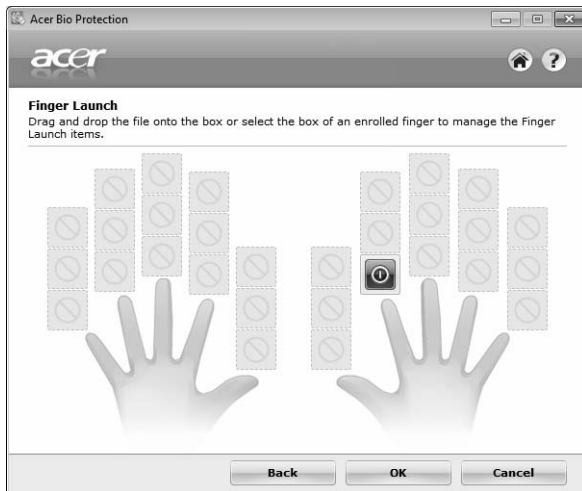 Acer Bio Protection
acer
?
Finger Launch
Drag and drop the file onto the box or select the box of an enrolled finger to manage the Finger
Launch items.
Back OK Cancel